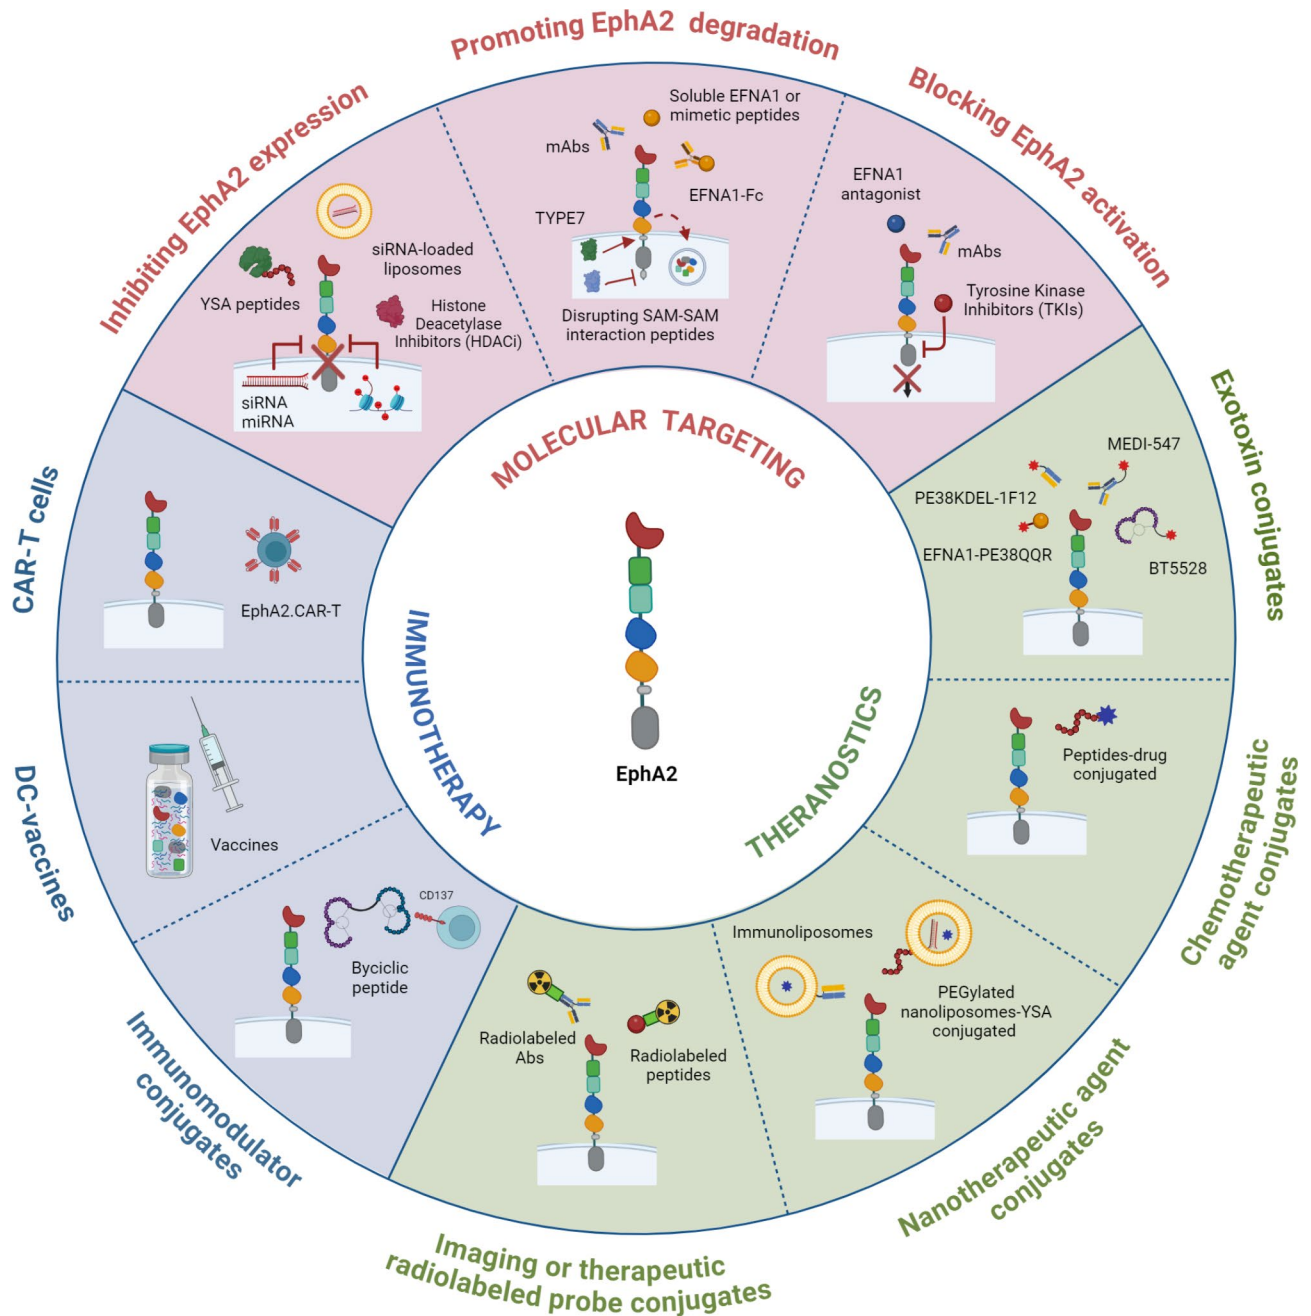 Promoting EphA2 degradation
Soluble EFNA1 or
mimetic peptides
mAbs
EFNA1-Fc
TYPE7
Disrupting SAM-SAM
interaction peptides
Blocking EphA2 activation
EFNA1
antagonist
mAbs
Tyrosine Kinase
Inhibitors (TKIs)
Inhibiting EphA2 expression
siRNA-loaded
liposomes
YSA peptides
Histone
Deacetylase
Inhibitors (HDACi)
siRNA
miRNA
MOLECULAR TARGETING
Exotoxin conjugates
MEDI-547
PE38KDEL-1F12
EFNA1-PE38QQR
BT5528
Chemotherapeutic
agent conjugates
Peptides-drug
conjugated
Nanotherapeutic agent
conjugates
Immunoliposomes
PEGylated
nanoliposomes-YSA
conjugated
Imaging or therapeutic
radiolabeled probe conjugates
Radiolabeled
Abs
Radiolabeled
peptides
THERANOSTICS
Immunomodulator
conjugates
CD137
Byciclic
peptide
DC-vaccines
Vaccines
CAR-T cells
EphA2.CAR-T
IMMUNOTHERAPY
EphA2